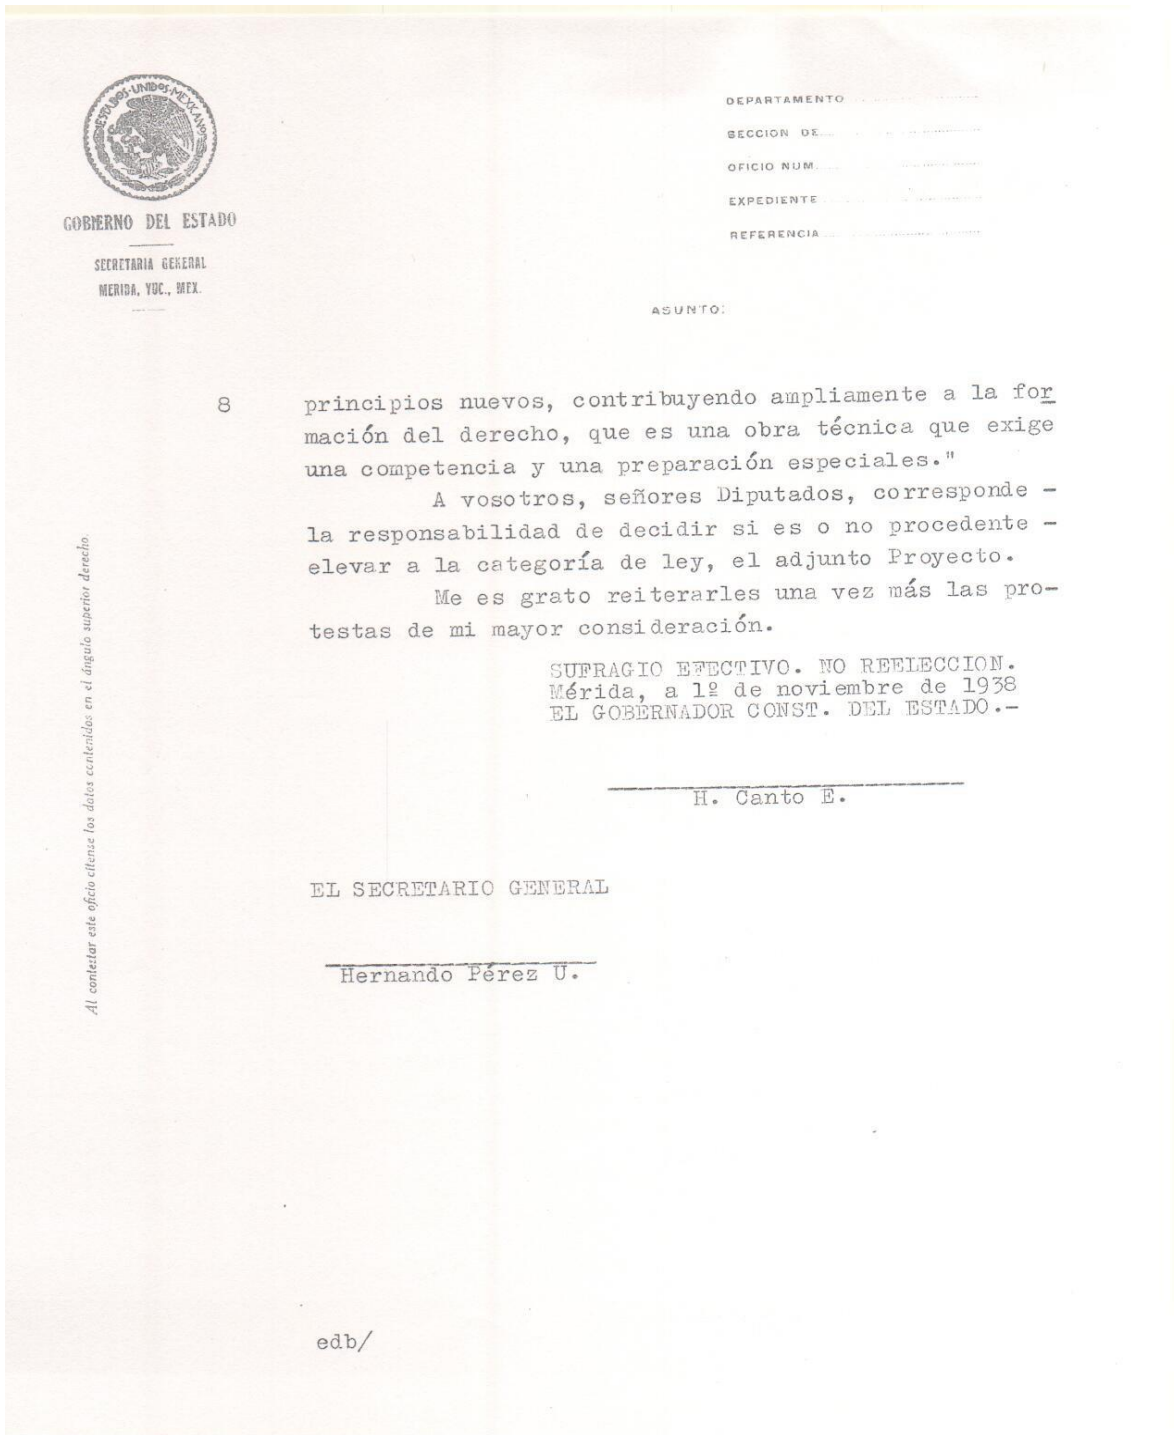 ESTADOS·UNIDOS·MEXICANOS
GOBIERNO DEL ESTADO
SECRETARIA GENERAL
MERIDA, YUC., MEX.
DEPARTAMENTO
SECCION DE
OFICIO NUM.
EXPEDIENTE
REFERENCIA
ASUNTO:
8
principios nuevos, contribuyendo ampliamente a la for
mación del derecho, que es una obra técnica que exige
una competencia y una preparación especiales."
A vosotros, señores Diputados, corresponde -
la responsabilidad de decidir si es o no procedente -
elevar a la categoría de ley, el adjunto Proyecto.
Me es grato reiterarles una vez más las pro-
testas de mi mayor consideración.
SUFRAGIO EFECTIVO. NO REELECCION.
Mérida, a 1º de noviembre de 1938
EL GOBERNADOR CONST. DEL ESTADO.-
H. Canto E.
EL SECRETARIO GENERAL
Hernando Pérez U.
edb/
Al contestar este oficio cítense los datos contenidos en el ángulo superior derecho.